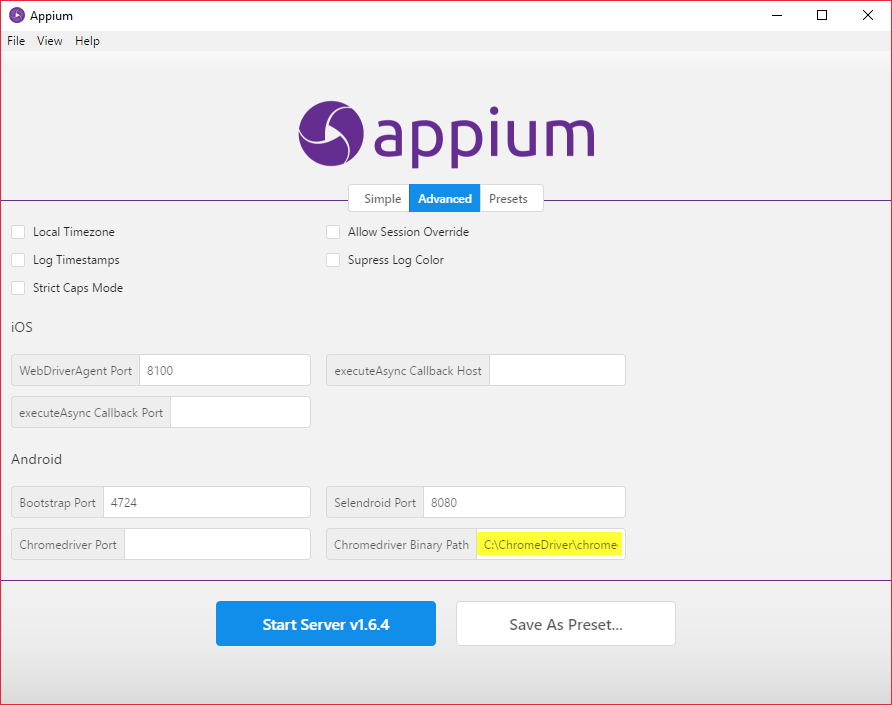 Appium
File View Help
appium
Simple Advanced Presets
Local Timezone Allow Session Override
Log Timestamps Supress Log Color
Strict Caps Mode
iOS
WebDriverAgent Port 8100 executeAsync Callback Host
executeAsync Callback Port
Android
Bootstrap Port 4724 Selendroid Port 8080
Chromedriver Port Chromedriver Binary Path C:\ChromeDriver\chrome
Start Server v1.6.4 Save As Preset...